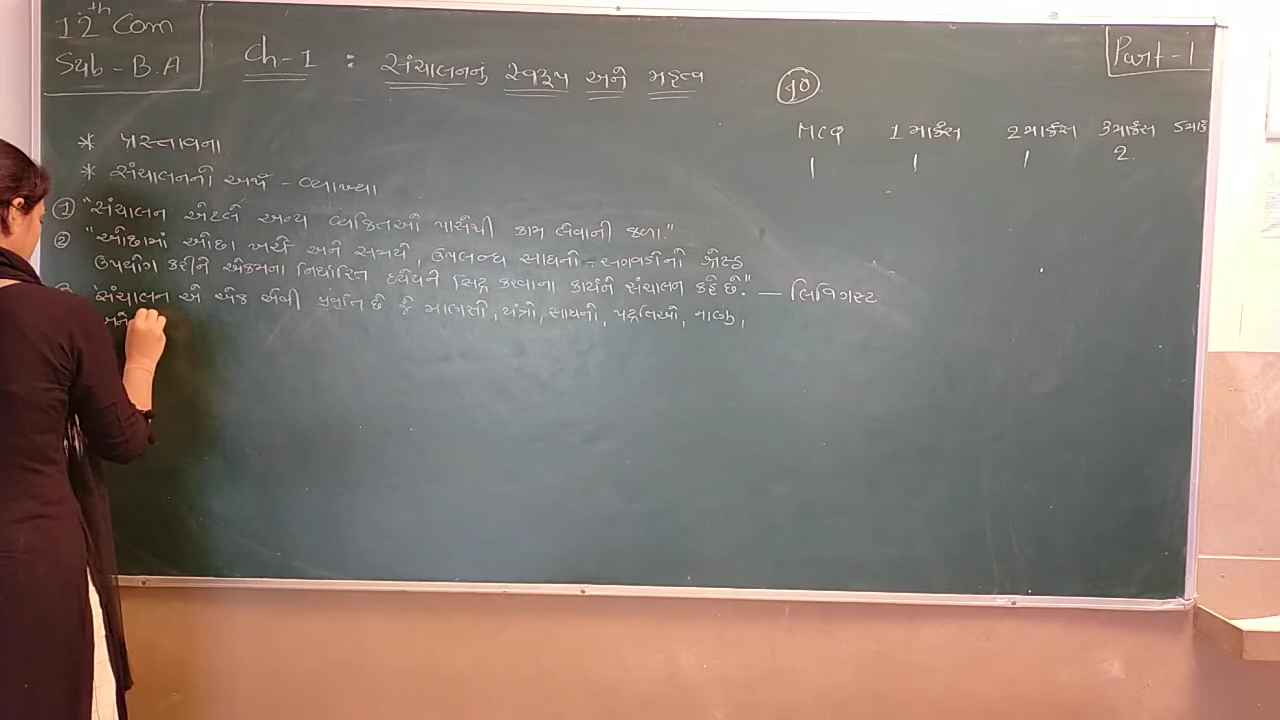 12th Com
Sub - B.A
Ch-1 : સંચાલનનું સ્વરૂપ અને મહત્વ
10
Part-1
MCQ 1 માર્કસ 2 માર્કસ 3 માર્કસ 5 માર્ક
1 1 1 2
* પ્રસ્તાવના
* સંચાલનનો અર્થ - વ્યાખ્યા
① "સંચાલન એટલે અન્ય વ્યક્તિઓ પાસેથી કામ લેવાની કળા."
② "ઓછામાં ઓછા ખર્ચે અને સમયે, ઉપલબ્ધ સાધનો - સગવડોનો શ્રેષ્ઠ
ઉપયોગ કરીને એકમના નિર્ધારિત ધ્યેયને સિદ્ધ કરવાના કાર્યને સંચાલન કહે છે." — લિવિંગસ્ટ
"સંચાલન એ એક એવી પ્રવૃત્તિ છે કે માણસો, યંત્રો, સાધનો, પદ્ધતિઓ, નાણું,
અને